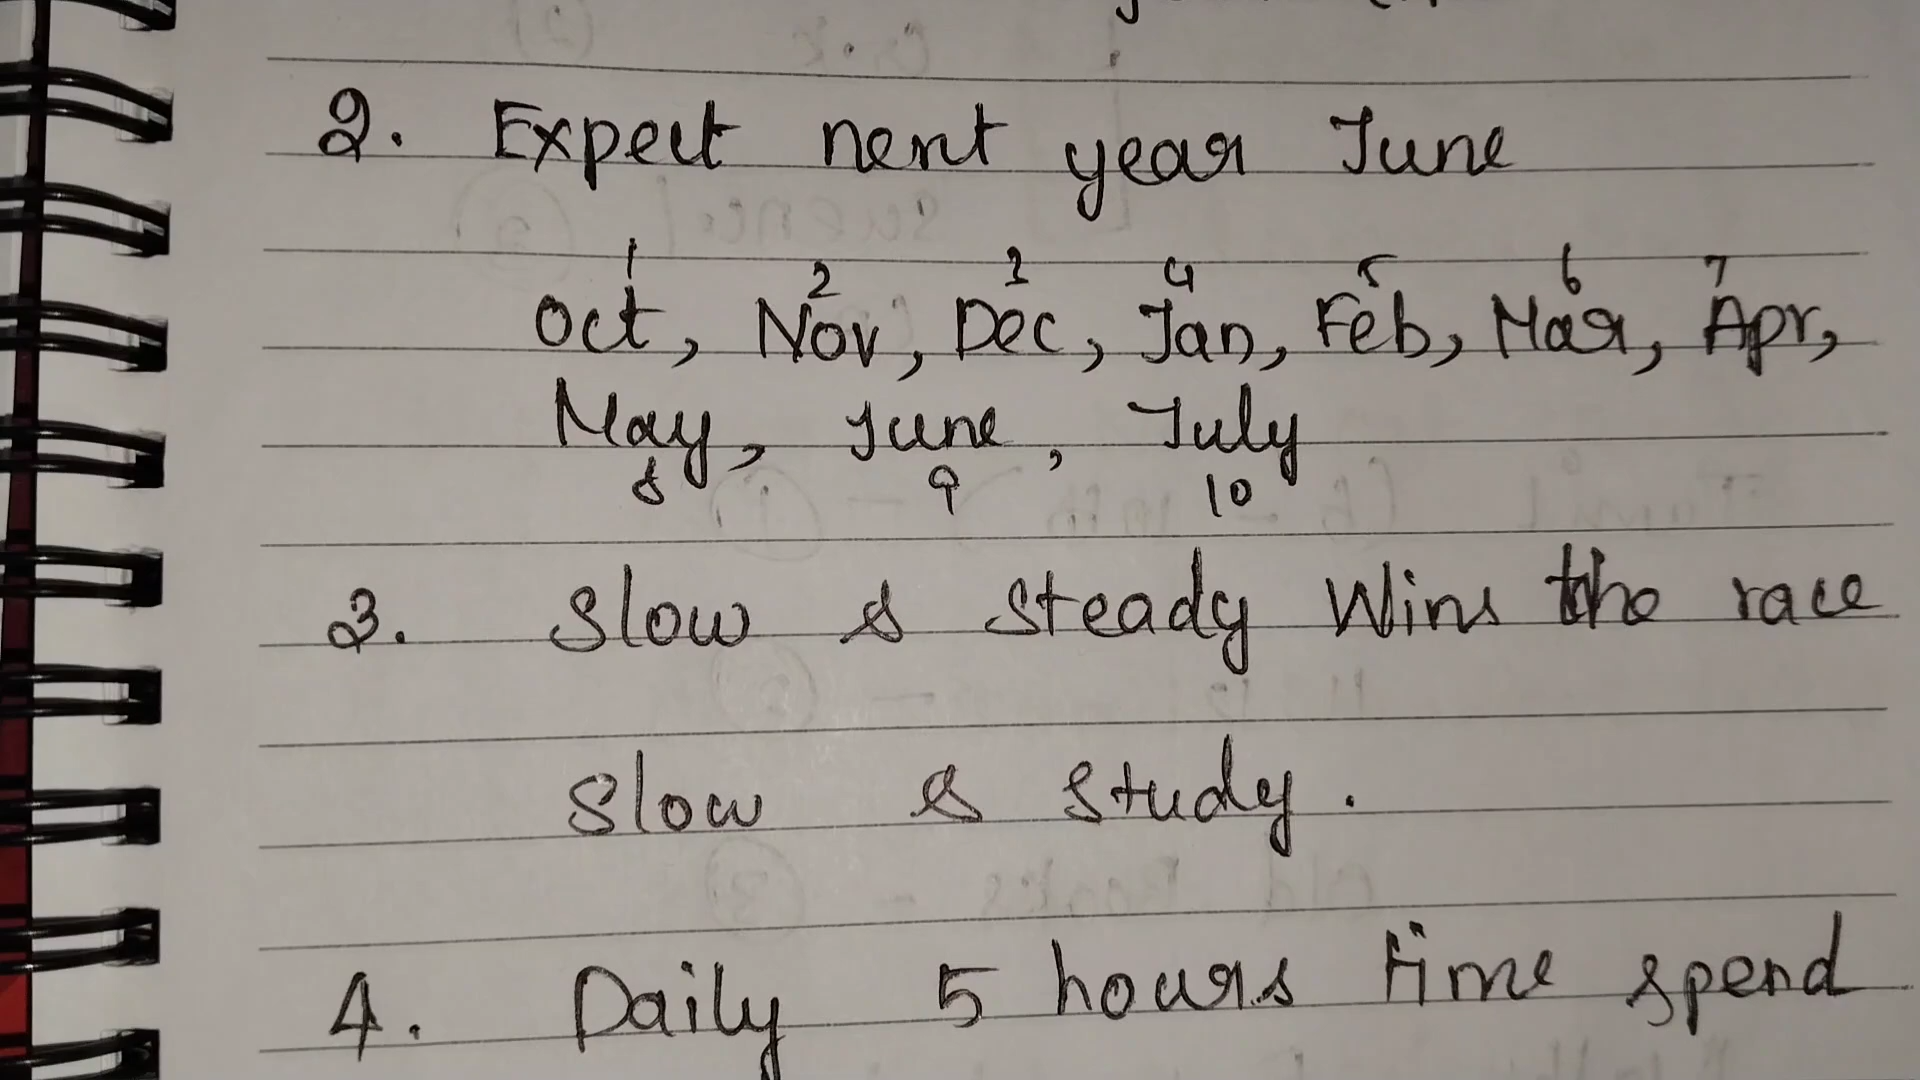 2. Expect next year June
1 2 3 4 5 6 7
Oct, Nov, Dec, Jan, Feb, Mar, Apr,
May, June, July
8 9 10
3. Slow & steady Wins the race
Slow & study.
4. Daily 5 hours time spend